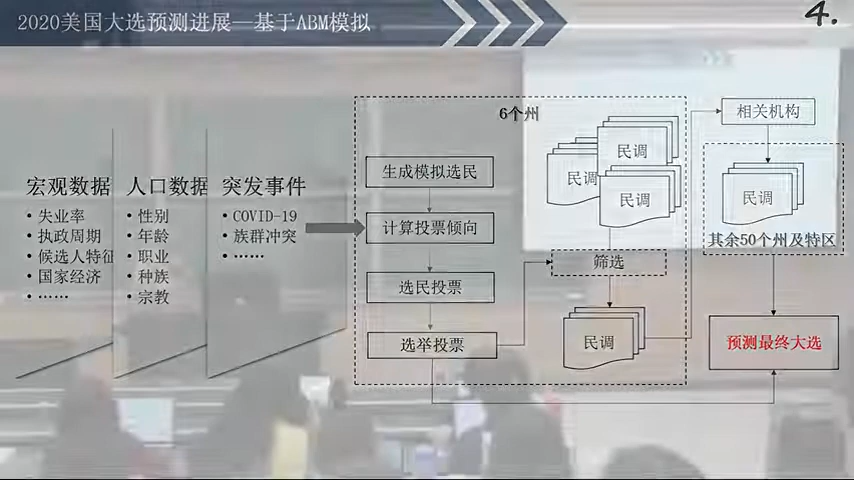 2020美国大选预测进展—基于ABM模拟
4.
宏观数据
• 失业率
• 执政周期
• 候选人特征
• 国家经济
• ……
人口数据
• 性别
• 年龄
• 职业
• 种族
• 宗教
突发事件
• COVID-19
• 族群冲突
• ……
6个州
生成模拟选民
计算投票倾向
选民投票
选举投票
民调
民调
民调
筛选
民调
相关机构
民调
其余50个州及特区
预测最终大选